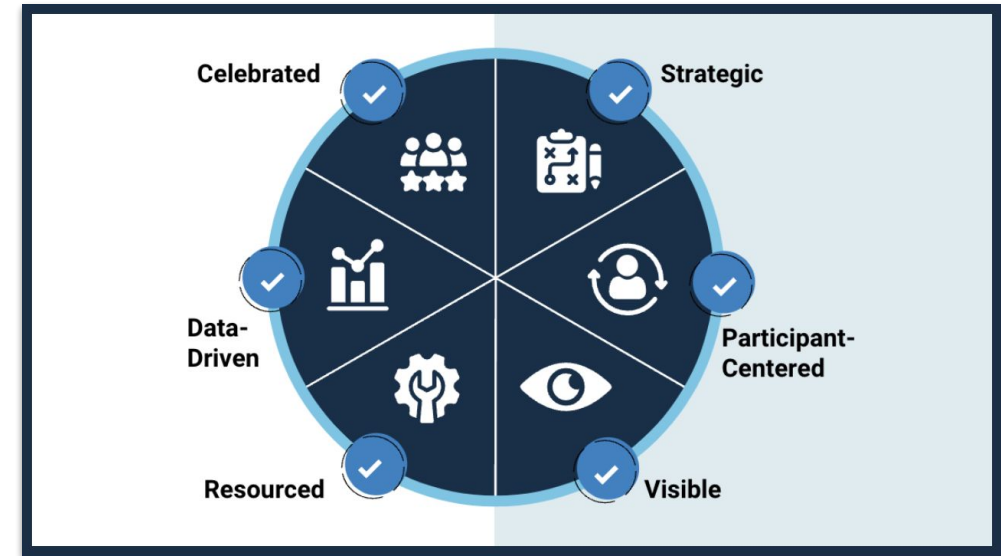 Celebrated
Strategic
Data-
Driven
Participant-
Centered
Resourced
Visible